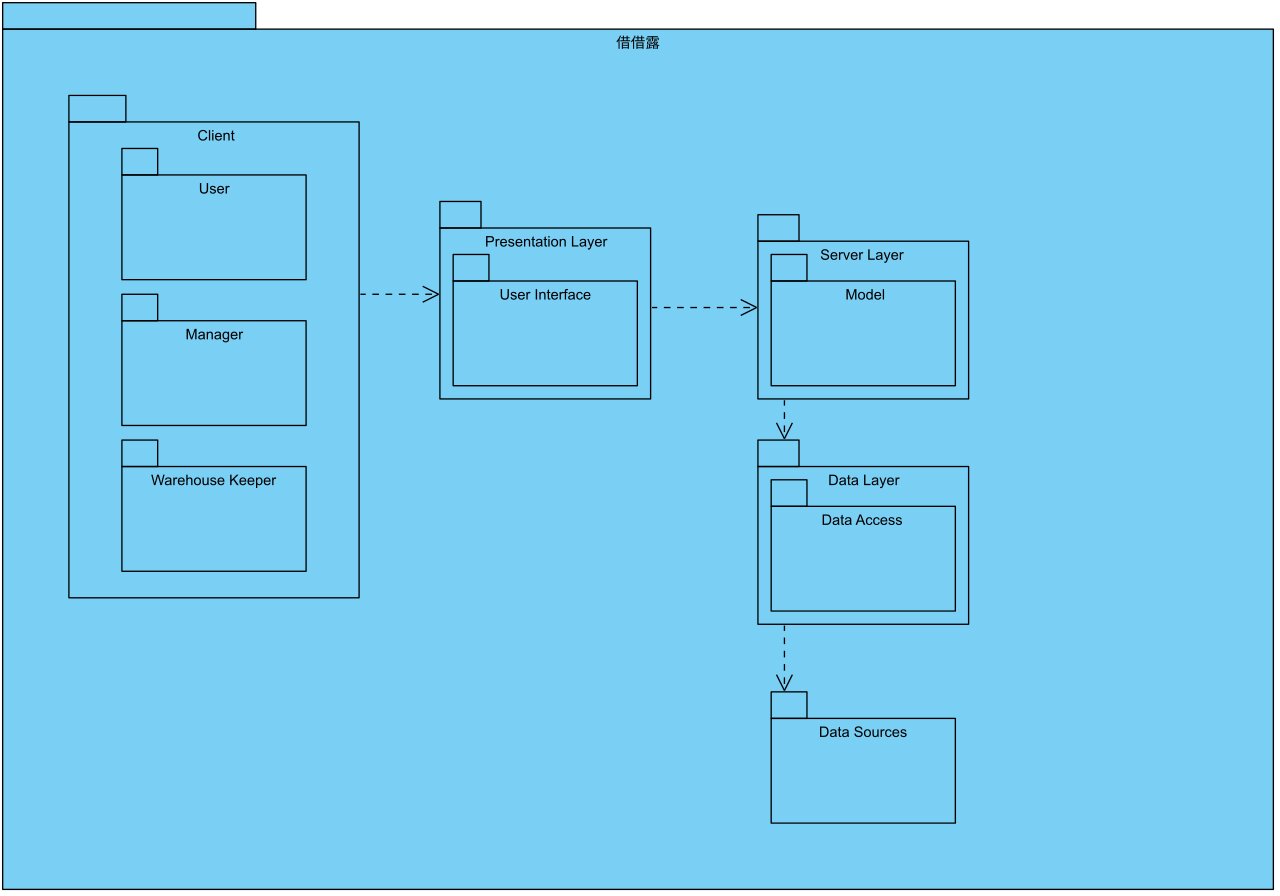 借借露
Client
User
Manager
Warehouse Keeper
Presentation Layer
User Interface
Server Layer
Model
Data Layer
Data Access
Data Sources